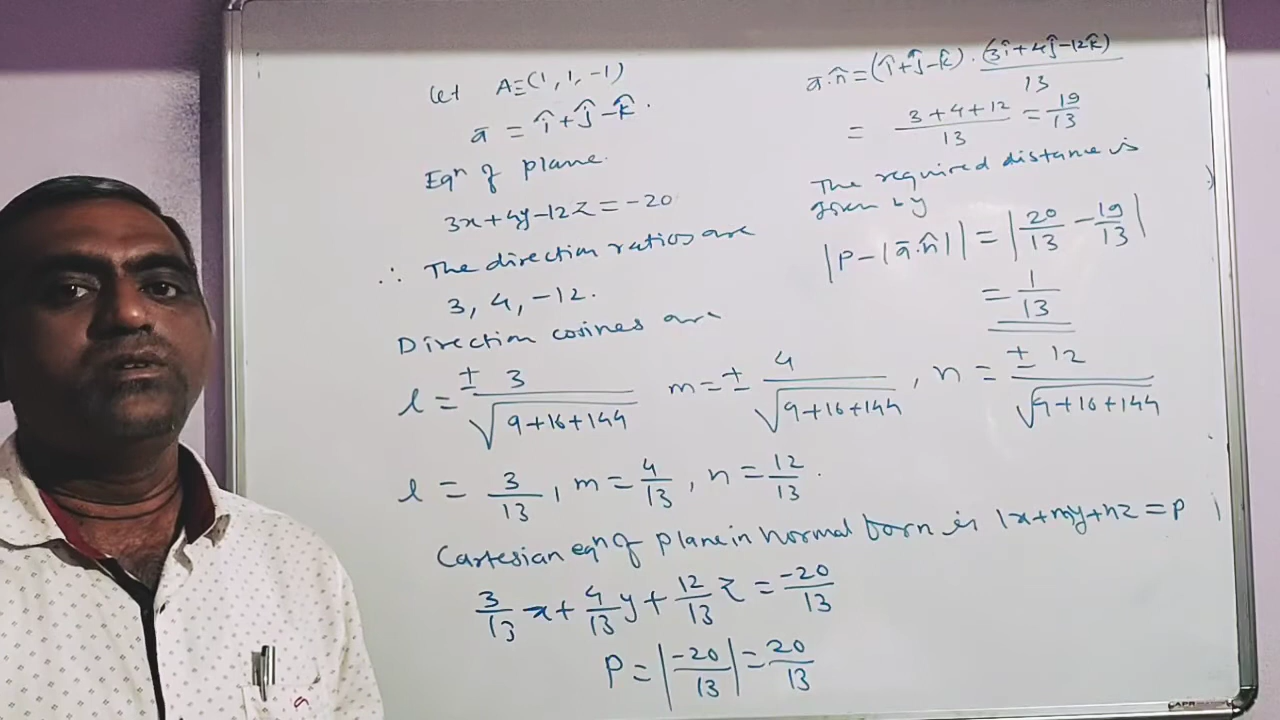 let A≡(1, 1, -1)
ā = î+ĵ-k̂.
Eqⁿ of plane.
3x+4y-12z=-20
∴ The direction ratios are
3, 4, -12.
Direction cosines are
l = ± 3/√(9+16+144) m = ± 4/√(9+16+144), n = ± 12/√(9+16+144)
l = 3/13, m = 4/13, n = 12/13.
Cartesian eqⁿ of plane in normal form is lx+my+nz=p
3/13 x + 4/13 y + 12/13 z = -20/13
P = |-20/13| = 20/13
ā.n̂ = (î+ĵ-k̂) . (3î+4ĵ-12k̂)/13
= (3+4+12)/13 = 19/13
The required distance is
given by
|P-|ā.n̂|| = |20/13 - 19/13|
= 1/13